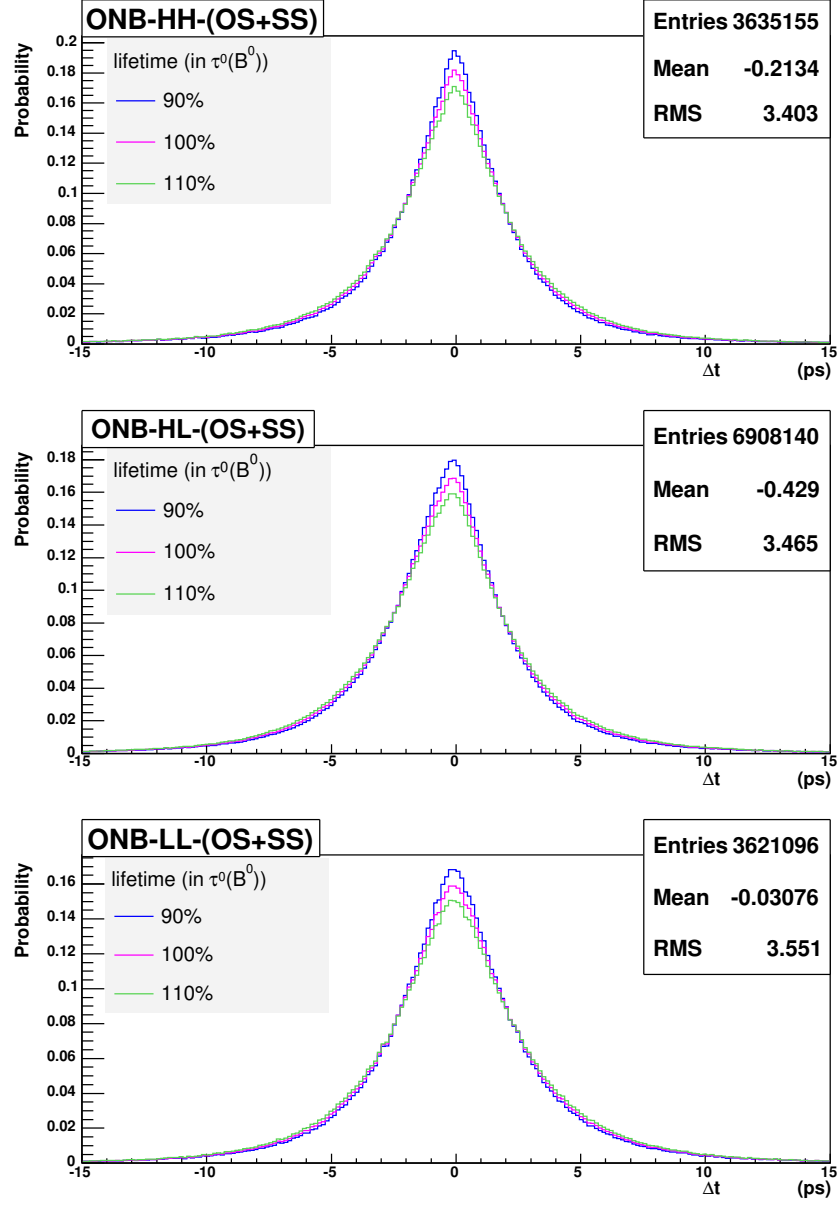 ONB-HH-(OS+SS)
Entries 3635155
Mean -0.2134
RMS 3.403
lifetime (in τ⁰(B⁰))
90%
100%
110%
Probability
0.2
0.18
0.16
0.14
0.12
0.1
0.08
0.06
0.04
0.02
0
-15 -10 -5 0 5 10 15
Δt (ps)
ONB-HL-(OS+SS)
Entries 6908140
Mean -0.429
RMS 3.465
lifetime (in τ⁰(B⁰))
90%
100%
110%
Probability
0.18
0.16
0.14
0.12
0.1
0.08
0.06
0.04
0.02
0
-15 -10 -5 0 5 10 15
Δt (ps)
ONB-LL-(OS+SS)
Entries 3621096
Mean -0.03076
RMS 3.551
lifetime (in τ⁰(B⁰))
90%
100%
110%
Probability
0.16
0.14
0.12
0.1
0.08
0.06
0.04
0.02
0
-15 -10 -5 0 5 10 15
Δt (ps)